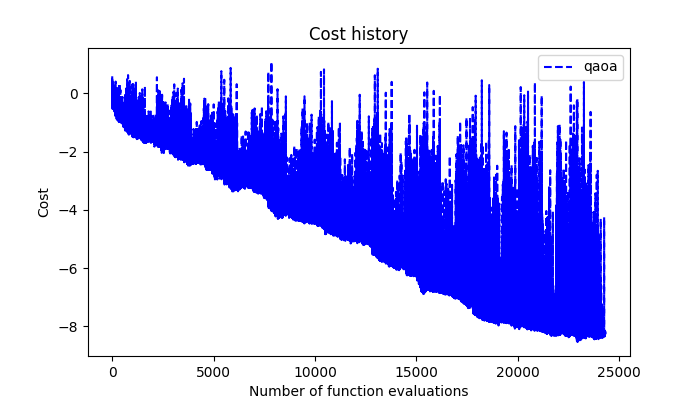 Cost history
qaoa
Cost
0
−2
−4
−6
−8
0
5000
10000
15000
20000
25000
Number of function evaluations